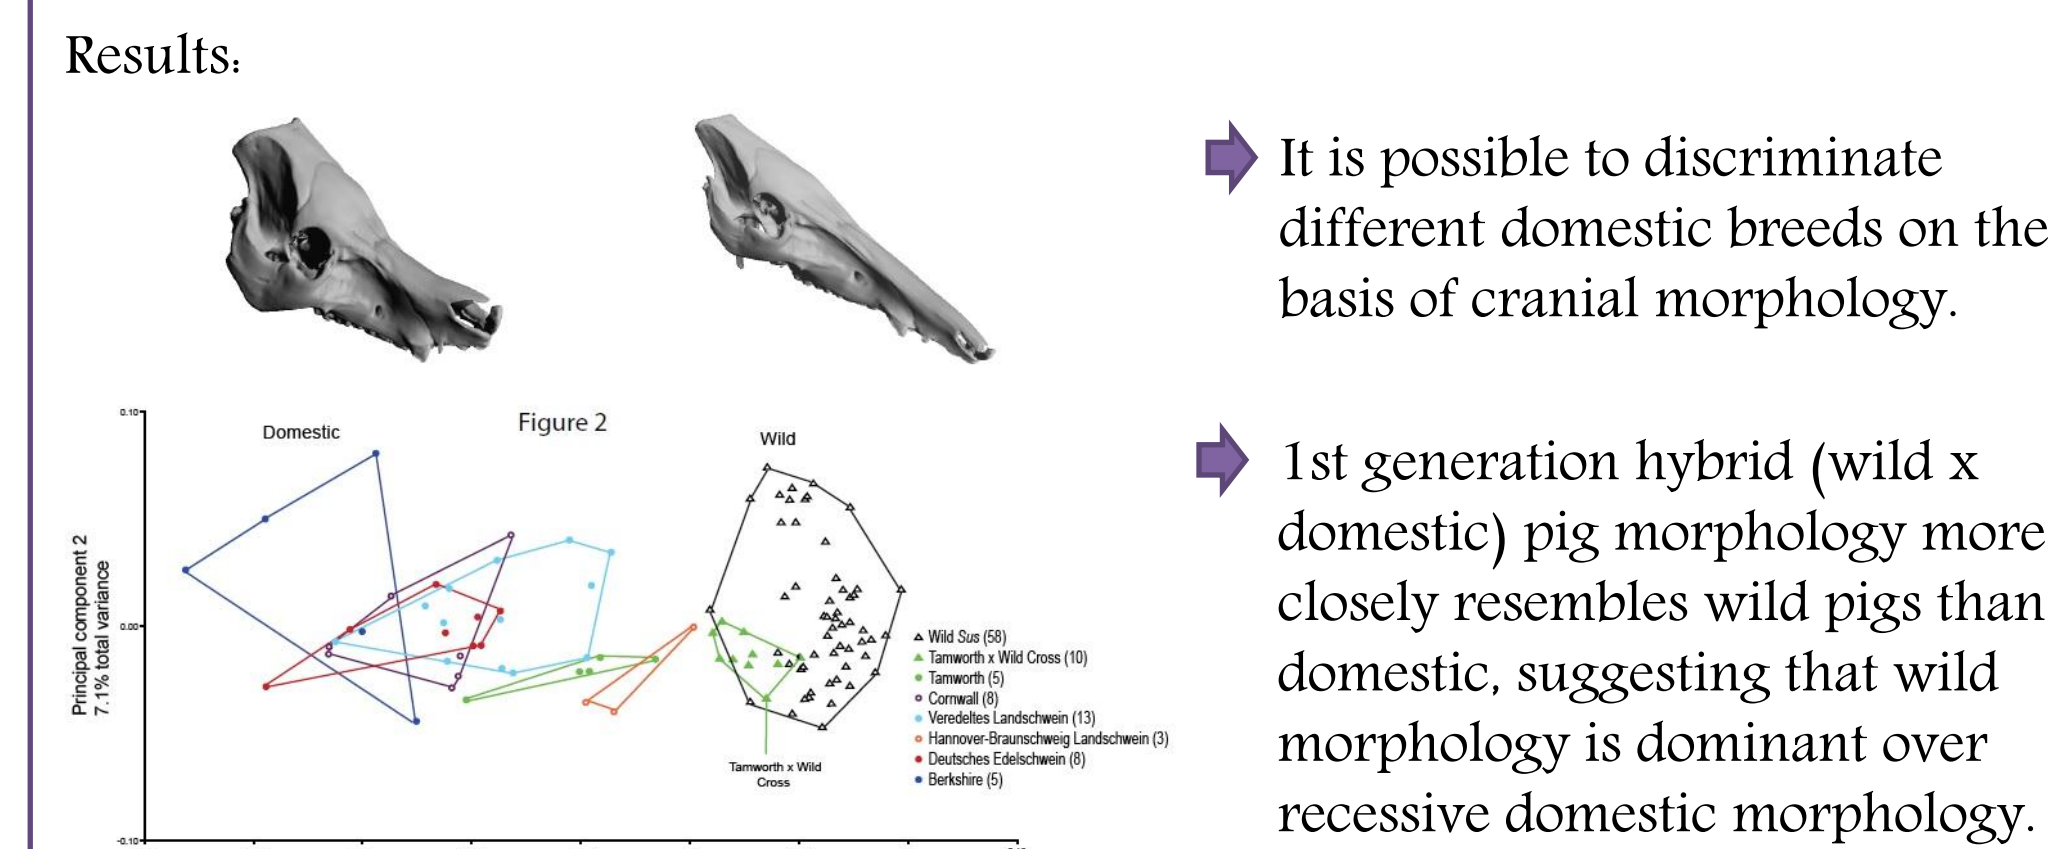 Results:
It is possible to discriminate
different domestic breeds on the
basis of cranial morphology.
1st generation hybrid (wild x
domestic) pig morphology more
closely resembles wild pigs than
domestic, suggesting that wild
morphology is dominant over
recessive domestic morphology.
Figure 2
Domestic
Wild
0.10
0.00
-0.10
Principal component 2
7.1% total variance
Wild Sus (58)
Tamworth x Wild Cross (10)
Tamworth (5)
Cornwall (8)
Veredeltes Landschwein (13)
Hannover-Braunschweig Landschwein (3)
Deutsches Edelschwein (8)
Berkshire (5)
Tamworth x Wild
Cross